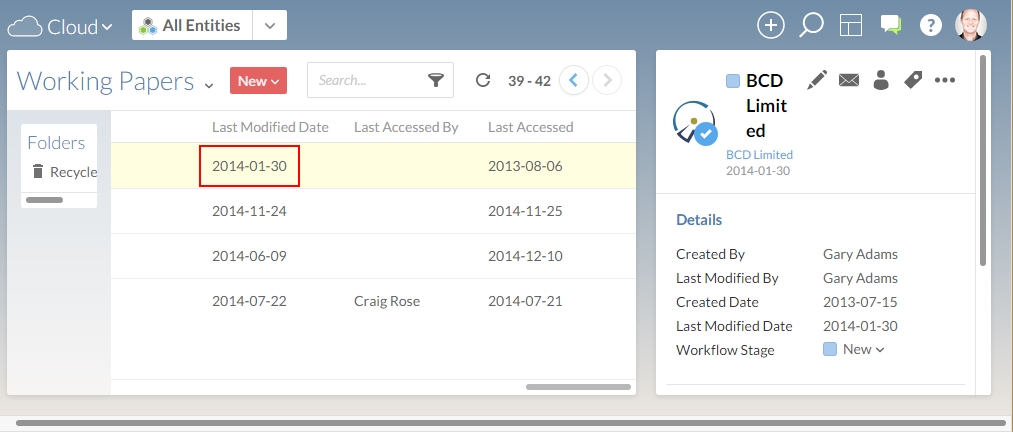 Cloud All Entities
Working Papers New Search... 39 - 42
Folders
Recycle
Last Modified Date Last Accessed By Last Accessed
2014-01-30 2013-08-06
2014-11-24 2014-11-25
2014-06-09 2014-12-10
2014-07-22 Craig Rose 2014-07-21
BCD
Limit
ed
BCD Limited
2014-01-30
Details
Created By Gary Adams
Last Modified By Gary Adams
Created Date 2013-07-15
Last Modified Date 2014-01-30
Workflow Stage New